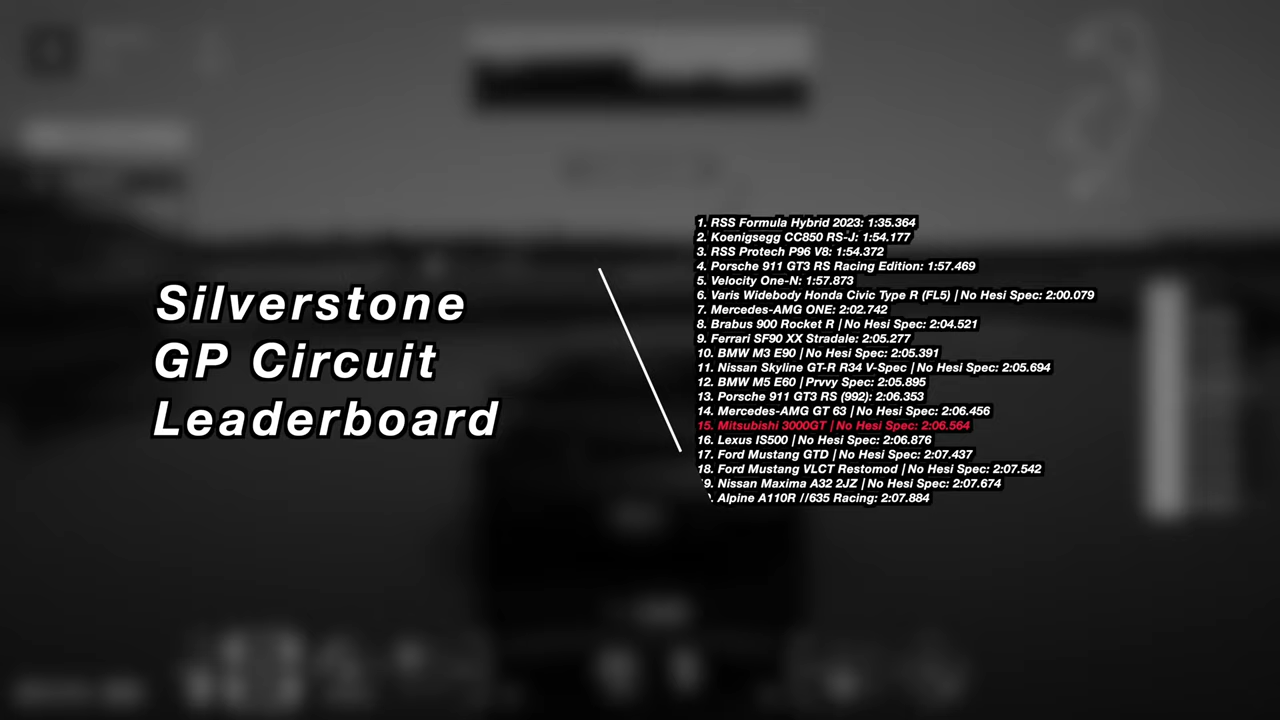 Silverstone
GP Circuit
Leaderboard
1. RSS Formula Hybrid 2023: 1:35.364
2. Koenigsegg CC850 RS-J: 1:54.177
3. RSS Protech P96 V8: 1:54.372
4. Porsche 911 GT3 RS Racing Edition: 1:57.469
5. Velocity One-N: 1:57.873
6. Varis Widebody Honda Civic Type R (FL5) | No Hesi Spec: 2:00.079
7. Mercedes-AMG ONE: 2:02.742
8. Brabus 900 Rocket R | No Hesi Spec: 2:04.521
9. Ferrari SF90 XX Stradale: 2:05.277
10. BMW M3 E90 | No Hesi Spec: 2:05.391
11. Nissan Skyline GT-R R34 V-Spec | No Hesi Spec: 2:05.694
12. BMW M5 E60 | Prvvy Spec: 2:05.895
13. Porsche 911 GT3 RS (992): 2:06.353
14. Mercedes-AMG GT 63 | No Hesi Spec: 2:06.456
15. Mitsubishi 3000GT | No Hesi Spec: 2:06.564
16. Lexus IS500 | No Hesi Spec: 2:06.876
17. Ford Mustang GTD | No Hesi Spec: 2:07.437
18. Ford Mustang VLCT Restomod | No Hesi Spec: 2:07.542
19. Nissan Maxima A32 2JZ | No Hesi Spec: 2:07.674
. Alpine A110R //635 Racing: 2:07.884